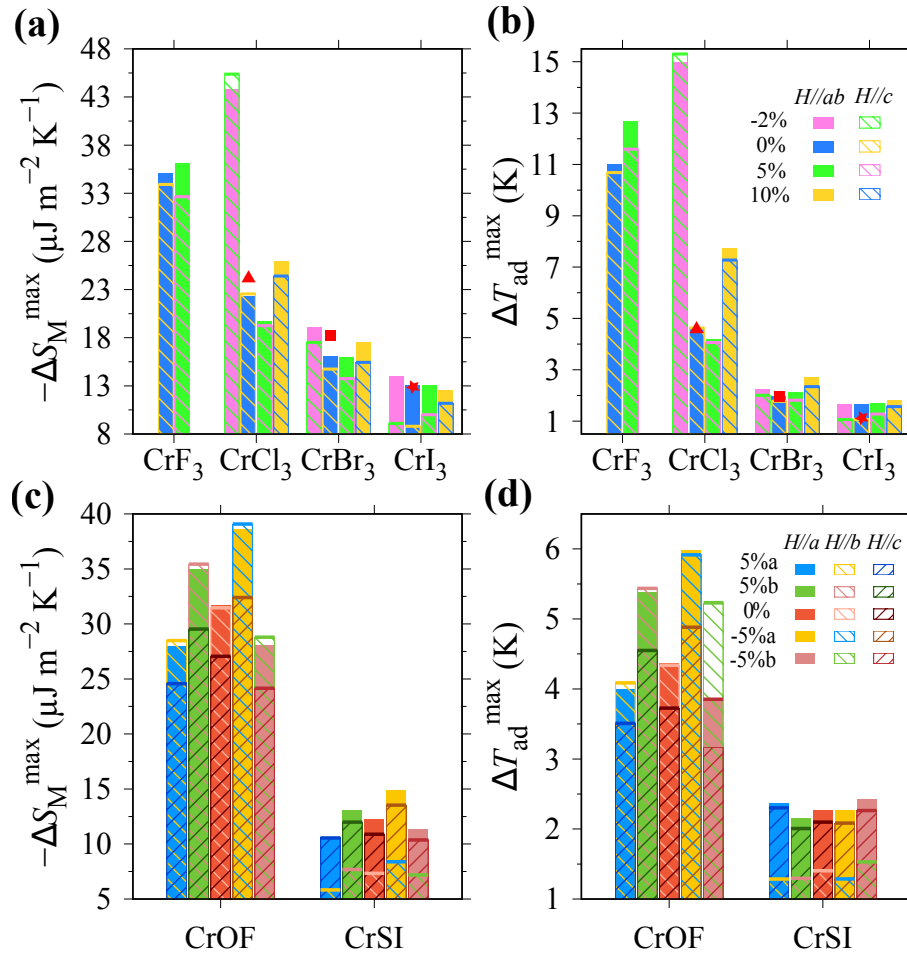 (a)
−ΔS_M^max (μJ m⁻² K⁻¹)
48
43
38
33
28
23
18
13
8
CrF₃ CrCl₃ CrBr₃ CrI₃
(b)
ΔT_ad^max (K)
15
13
11
9
7
5
3
1
H//ab H//c
-2%
0%
5%
10%
CrF₃ CrCl₃ CrBr₃ CrI₃
(c)
−ΔS_M^max (μJ m⁻² K⁻¹)
40
35
30
25
20
15
10
5
CrOF CrSI
(d)
ΔT_ad^max (K)
6
5
4
3
2
1
H//a H//b H//c
5%a
5%b
0%
-5%a
-5%b
CrOF CrSI